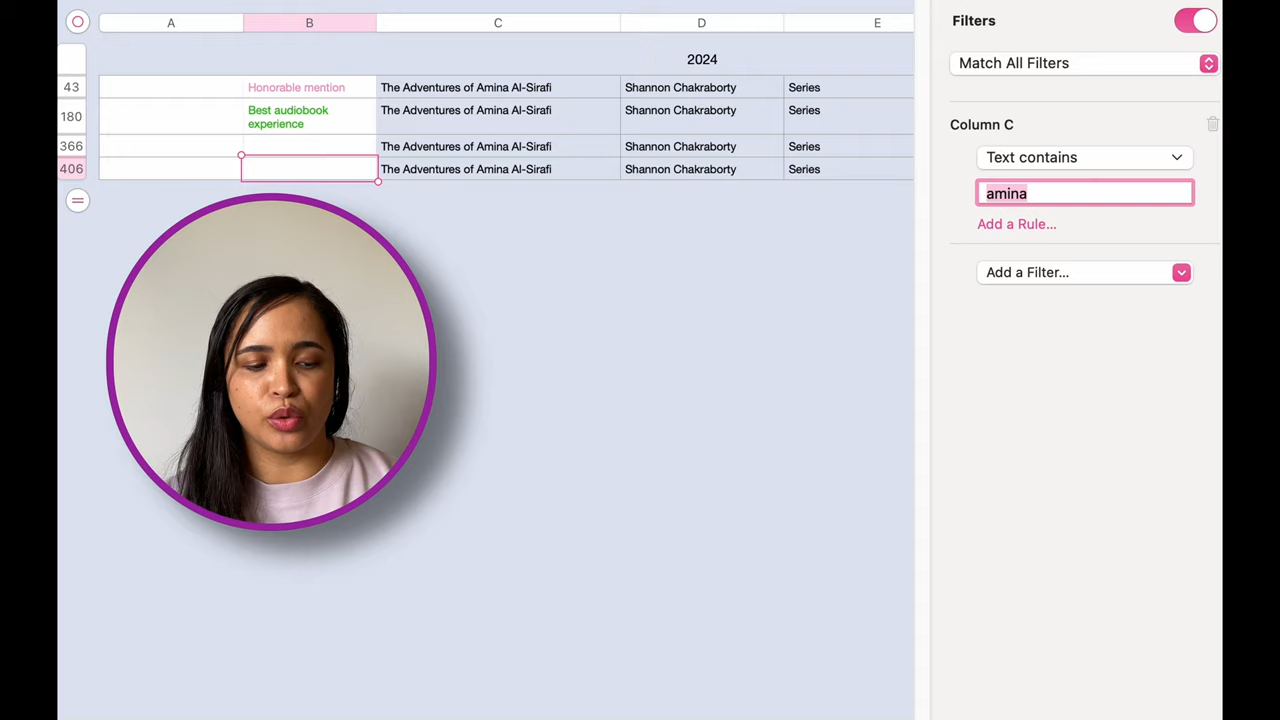 A B C D E
2024
43 Honorable mention The Adventures of Amina Al-Sirafi Shannon Chakraborty Series
180 Best audiobook The Adventures of Amina Al-Sirafi Shannon Chakraborty Series
experience
366 The Adventures of Amina Al-Sirafi Shannon Chakraborty Series
406 The Adventures of Amina Al-Sirafi Shannon Chakraborty Series
Filters
Match All Filters
Column C
Text contains
amina
Add a Rule...
Add a Filter...